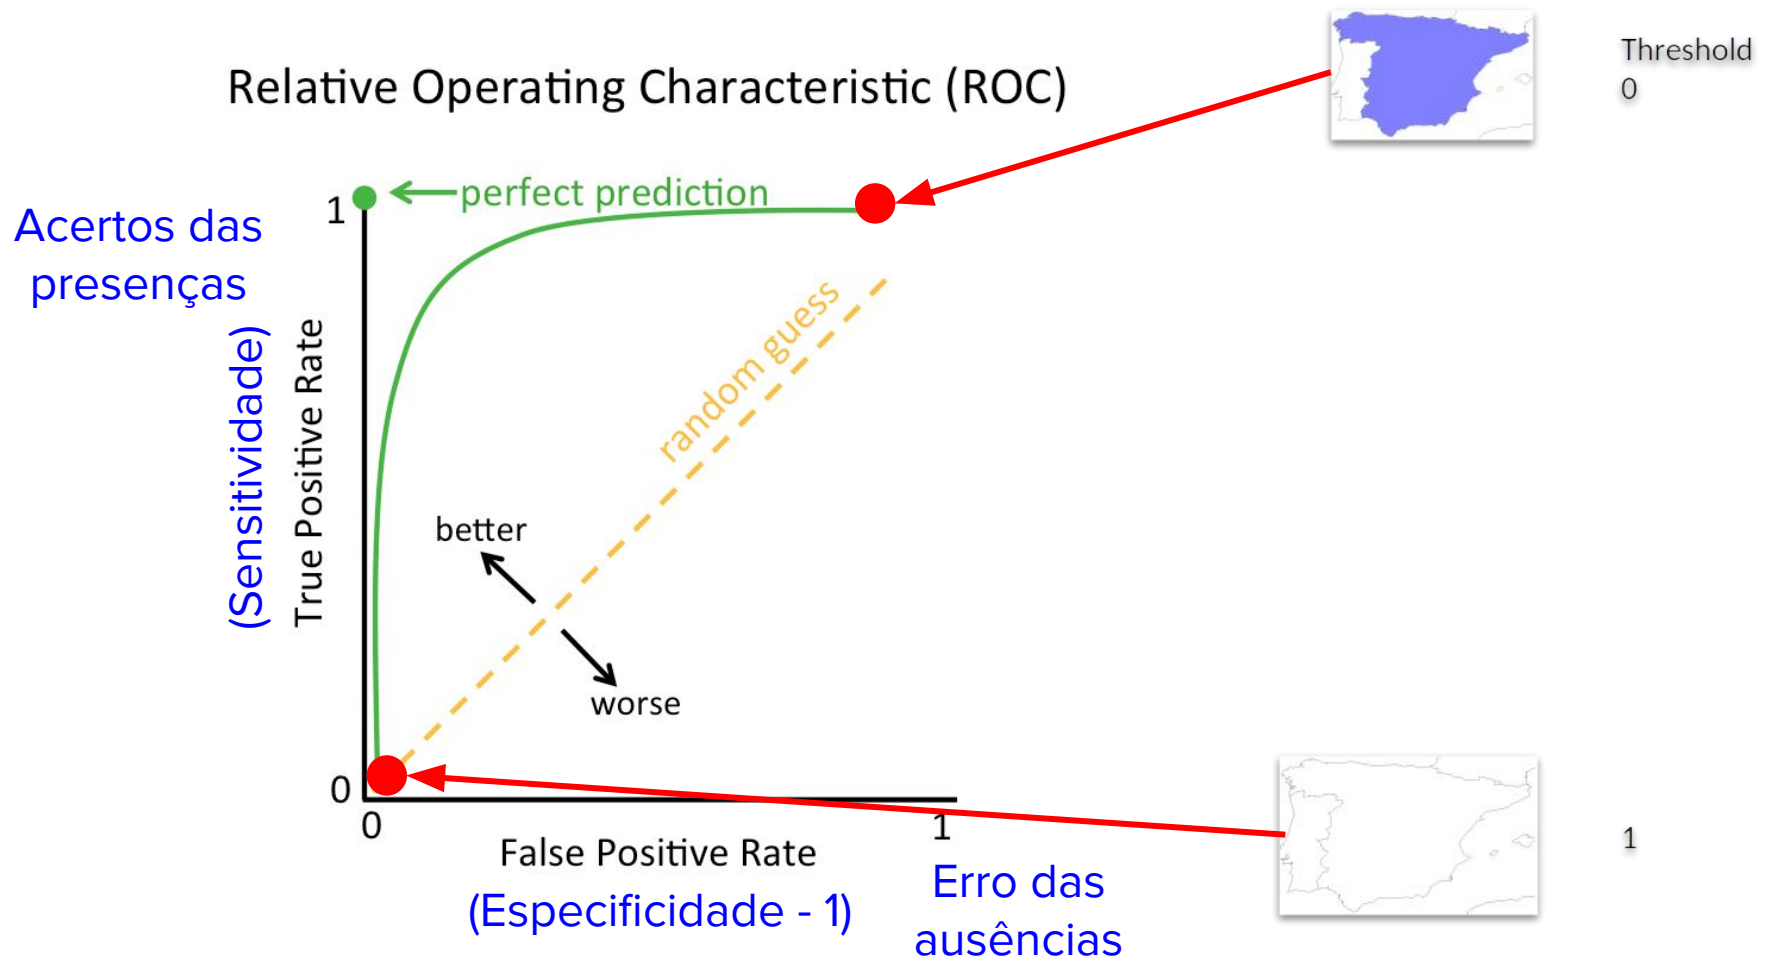 Threshold
0
Relative Operating Characteristic (ROC)
perfect prediction
1
Acertos das
presenças
(Sensitividade)
True Positive Rate
random guess
better
worse
0
0
1
False Positive Rate
(Especificidade - 1)
Erro das
ausências
1